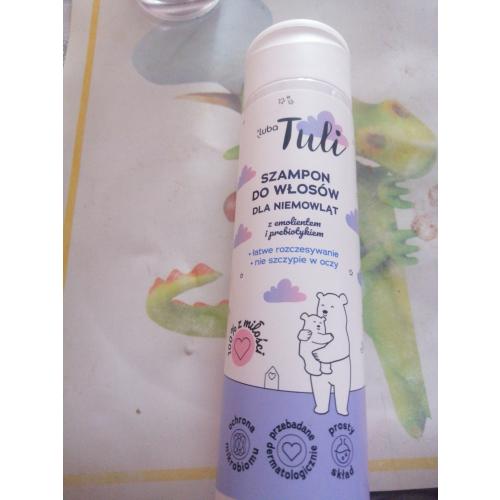 Luba
Tuli
SZAMPON
DO WŁOSÓW
DLA NIEMOWLĄT
z emolientem
i prebiotykiem
• łatwe rozczesywanie
• nie szczypie w oczy
100% z miłości
ochrona
mikrobiomu
przebadane
dermatologicznie
prosty
skład